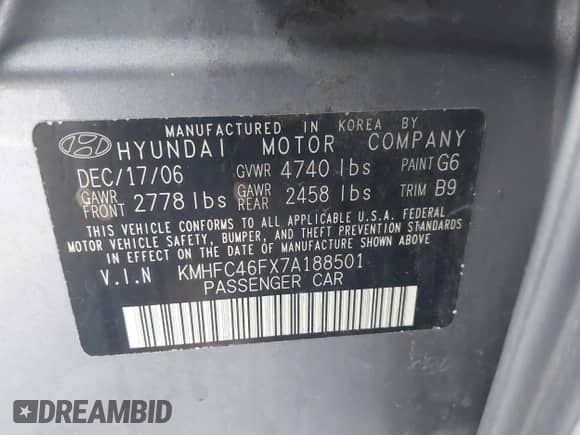 MANUFACTURED IN KOREA BY
HYUNDAI MOTOR COMPANY
DEC/17/06 GVWR 4740 lbs PAINT G6
GAWR FRONT 2778 lbs GAWR REAR 2458 lbs TRIM B9
THIS VEHICLE CONFORMS TO ALL APPLICABLE U.S.A. FEDERAL
MOTOR VEHICLE SAFETY, BUMPER, AND THEFT PREVENTION STANDARDS
IN EFFECT ON THE DATE OF MANUFACTURE SHOWN ABOVE
V.I.N KMHFC46FX7A188501
PASSENGER CAR
DREAMBID